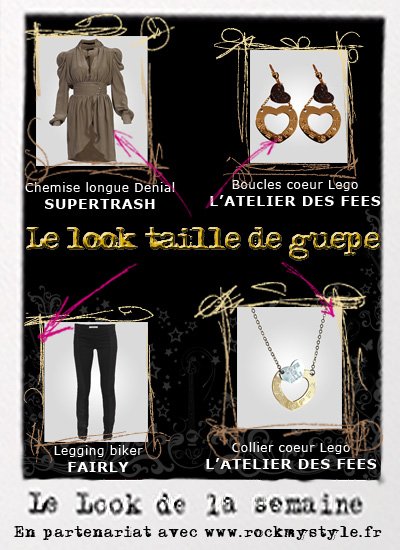 Chemise longue Denial
SUPERTRASH
Boucles coeur Lego
L'ATELIER DES FEES
Le look taille de guepe
Legging biker
FAIRLY
Collier coeur Lego
L'ATELIER DES FEES
Le Look de la semaine
En partenariat avec www.rockmystyle.fr